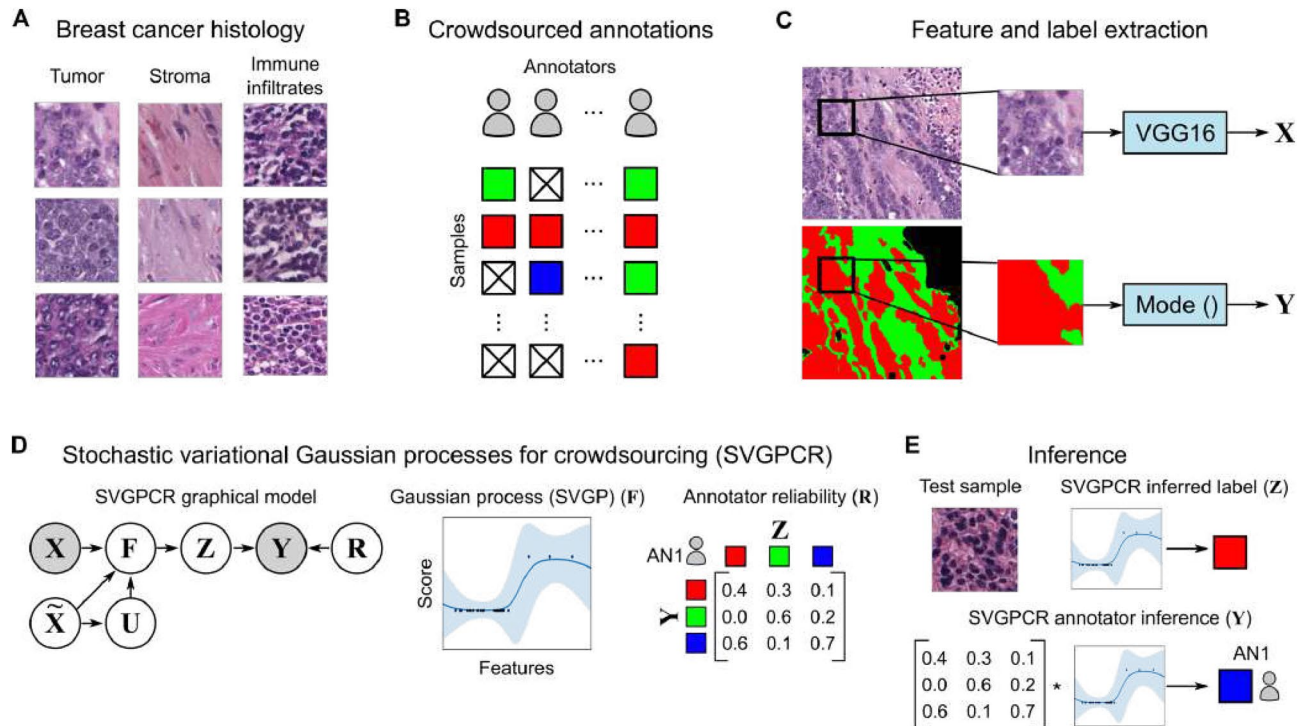 A
Breast cancer histology
Tumor
Stroma
Immune
infiltrates
B
Crowdsourced annotations
Annotators
Samples
...
...
...
...
...
...
...
...
C
Feature and label extraction
VGG16
X
Mode ()
Y
D
Stochastic variational Gaussian processes for crowdsourcing (SVGPCR)
SVGPCR graphical model
X
F
Z
Y
R
X̃
U
Gaussian process (SVGP) (F)
Score
Features
Annotator reliability (R)
Z
AN1
Y
0.4 0.3 0.1
0.0 0.6 0.2
0.6 0.1 0.7
E
Inference
Test sample
SVGPCR inferred label (Z)
SVGPCR annotator inference (Y)
0.4 0.3 0.1
0.0 0.6 0.2
0.6 0.1 0.7
*
AN1